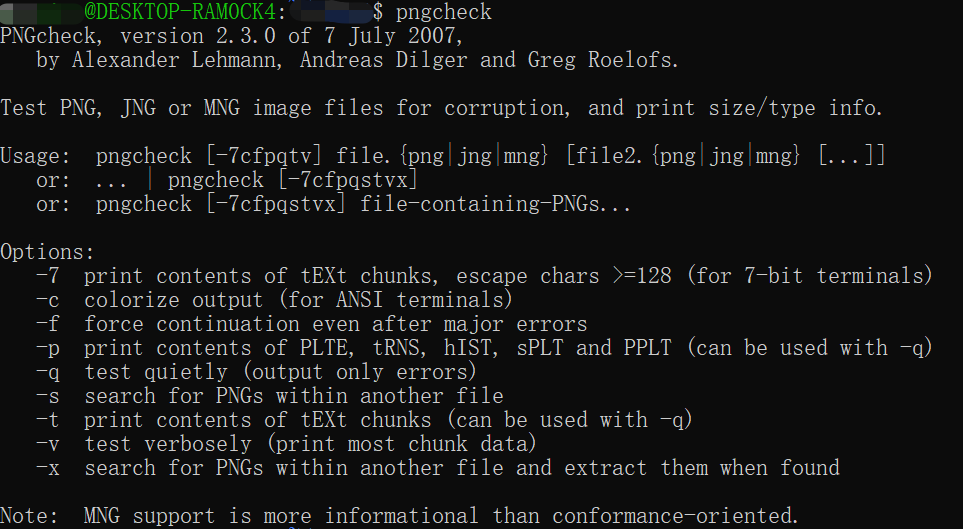 @DESKTOP-RAMOCK4: $ pngcheck
PNGcheck, version 2.3.0 of 7 July 2007,
   by Alexander Lehmann, Andreas Dilger and Greg Roelofs.

Test PNG, JNG or MNG image files for corruption, and print size/type info.

Usage:  pngcheck [-7cfpqtv] file.{png|jng|mng} [file2.{png|jng|mng} [...]]
   or:  ... | pngcheck [-7cfpqstvx]
   or:  pngcheck [-7cfpqstvx] file-containing-PNGs...

Options:
   -7  print contents of tEXt chunks, escape chars >=128 (for 7-bit terminals)
   -c  colorize output (for ANSI terminals)
   -f  force continuation even after major errors
   -p  print contents of PLTE, tRNS, hIST, sPLT and PPLT (can be used with -q)
   -q  test quietly (output only errors)
   -s  search for PNGs within another file
   -t  print contents of tEXt chunks (can be used with -q)
   -v  test verbosely (print most chunk data)
   -x  search for PNGs within another file and extract them when found

Note:  MNG support is more informational than conformance-oriented.